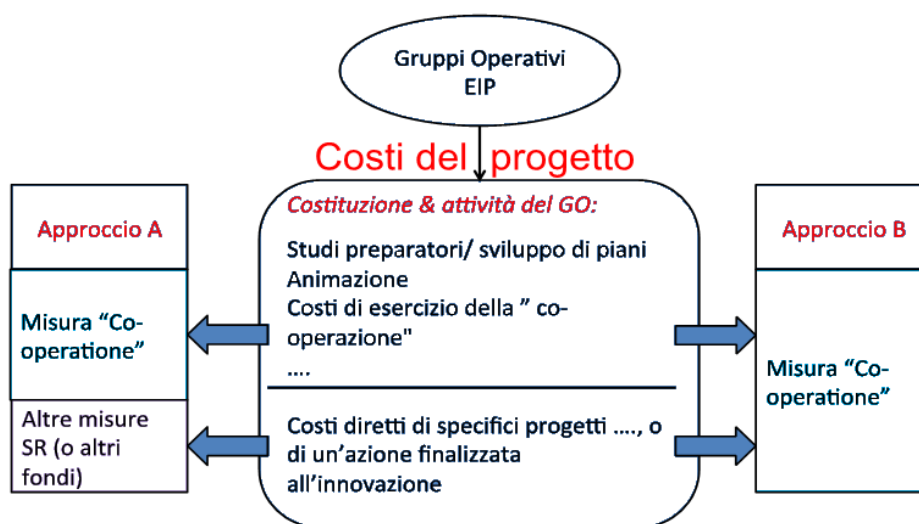 Gruppi Operativi
EIP
Costi del progetto
Approccio A
Misura “Co-
operatione”
Altre misure
SR (o altri
fondi)
Costituzione & attività del GO:
Studi preparatori/ sviluppo di piani
Animazione
Costi di esercizio della ” co-
operazione"
....
Costi diretti di specifici progetti ...., o
di un’azione finalizzata
all’innovazione
Approccio B
Misura “Co-
operatione”